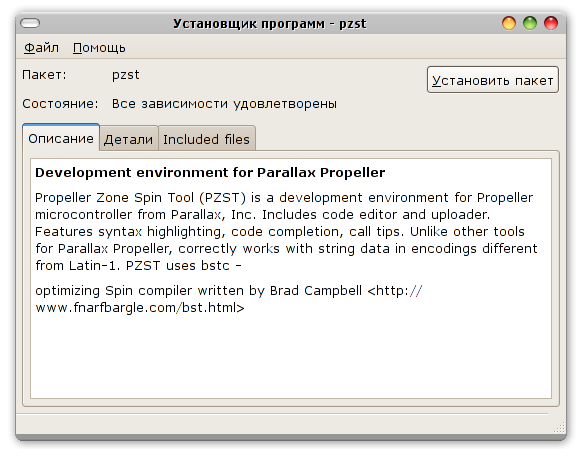 Установщик программ - pzst
Файл Помощь
Пакет: pzst
Установить пакет
Состояние: Все зависимости удовлетворены
Описание Детали Included files
Development environment for Parallax Propeller
Propeller Zone Spin Tool (PZST) is a development environment for Propeller
microcontroller from Parallax, Inc. Includes code editor and uploader.
Features syntax highlighting, code completion, call tips. Unlike other tools
for Parallax Propeller, correctly works with string data in encodings different
from Latin-1. PZST uses bstc -
optimizing Spin compiler written by Brad Campbell <http://
www.fnarfbargle.com/bst.html>